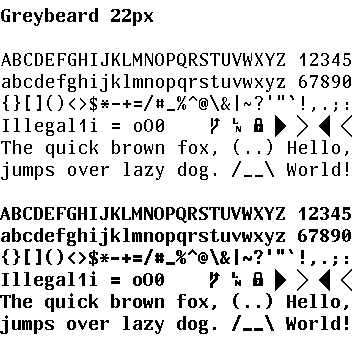 Greybeard 22px
ABCDEFGHIJKLMNOPQRSTUVWXYZ 12345
abcdefghijklmnopqrstuvwxyz 67890
{}[]()<>$*-+=/#_%^@\&|~?'"`!,.;:
Illegal1i = oO0
The quick brown fox, (..) Hello,
jumps over lazy dog. /__\ World!
ABCDEFGHIJKLMNOPQRSTUVWXYZ 12345
abcdefghijklmnopqrstuvwxyz 67890
{}[]()<>$*-+=/#_%^@\&|~?'"`!,.;:
Illegal1i = oO0
The quick brown fox, (..) Hello,
jumps over lazy dog. /__\ World!